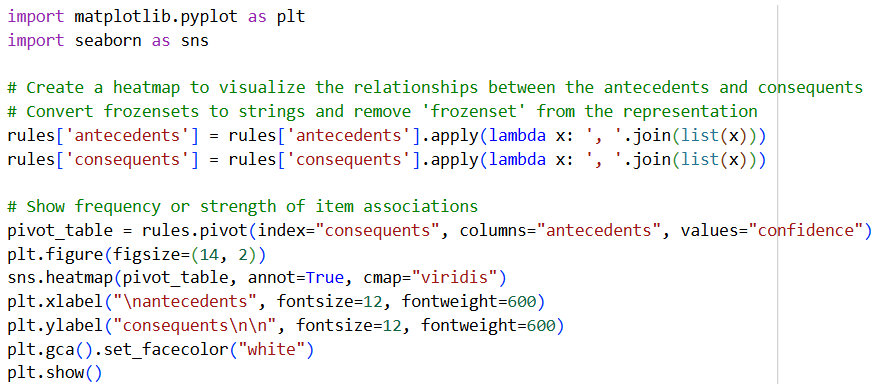 import matplotlib.pyplot as plt
import seaborn as sns
# Create a heatmap to visualize the relationships between the antecedents and consequents
# Convert frozensets to strings and remove 'frozenset' from the representation
rules['antecedents'] = rules['antecedents'].apply(lambda x: ', '.join(list(x)))
rules['consequents'] = rules['consequents'].apply(lambda x: ', '.join(list(x)))
# Show frequency or strength of item associations
pivot_table = rules.pivot(index="consequents", columns="antecedents", values="confidence")
plt.figure(figsize=(14, 2))
sns.heatmap(pivot_table, annot=True, cmap="viridis")
plt.xlabel("\nantecedents", fontsize=12, fontweight=600)
plt.ylabel("consequents\n\n", fontsize=12, fontweight=600)
plt.gca().set_facecolor("white")
plt.show()